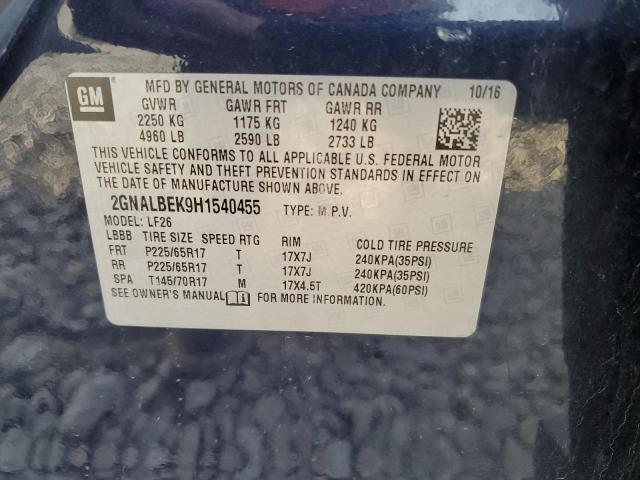 GM
MFD BY GENERAL MOTORS OF CANADA COMPANY 10/16
GVWR GAWR FRT GAWR RR
2250 KG 1175 KG 1240 KG
4960 LB 2590 LB 2733 LB
THIS VEHICLE CONFORMS TO ALL APPLICABLE U.S. FEDERAL MOTOR
VEHICLE SAFETY AND THEFT PREVENTION STANDARDS IN EFFECT ON
THE DATE OF MANUFACTURE SHOWN ABOVE.
2GNALBEK9H1540455 TYPE: M.P.V.
MODEL: LF26
LBBB TIRE SIZE SPEED RTG RIM COLD TIRE PRESSURE
FRT P225/65R17 T 17X7J 240KPA(35PSI)
RR P225/65R17 T 17X7J 240KPA(35PSI)
SPA T145/70R17 M 17X4.5T 420KPA(60PSI)
SEE OWNER'S MANUAL FOR MORE INFORMATION.